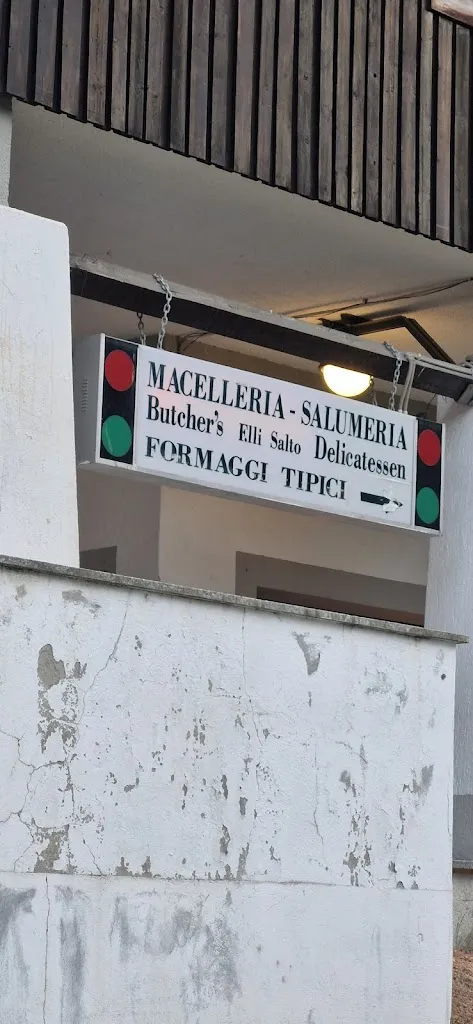 MACELLERIA - SALUMERIA
Butcher's Elli Salto Delicatessen
FORMAGGI TIPICI